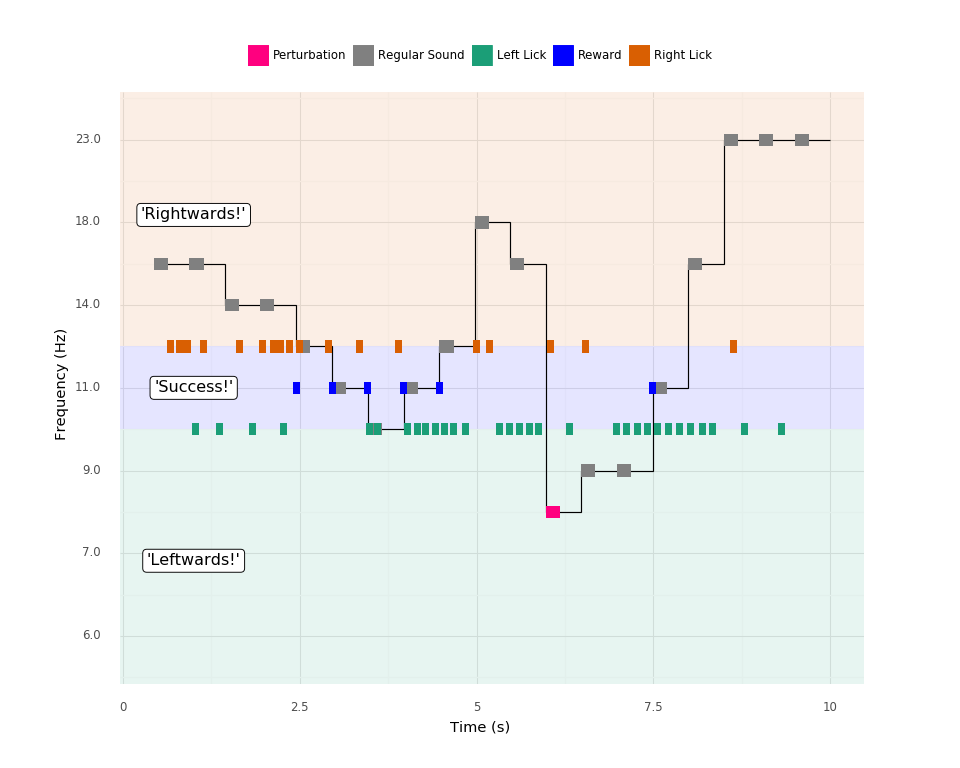 Perturbation Regular Sound Left Lick Reward Right Lick
23.0
'Rightwards!'
18.0
14.0
'Success!'
11.0
Frequency (Hz)
9.0
7.0
'Leftwards!'
6.0
0 2.5 5 7.5 10
Time (s)